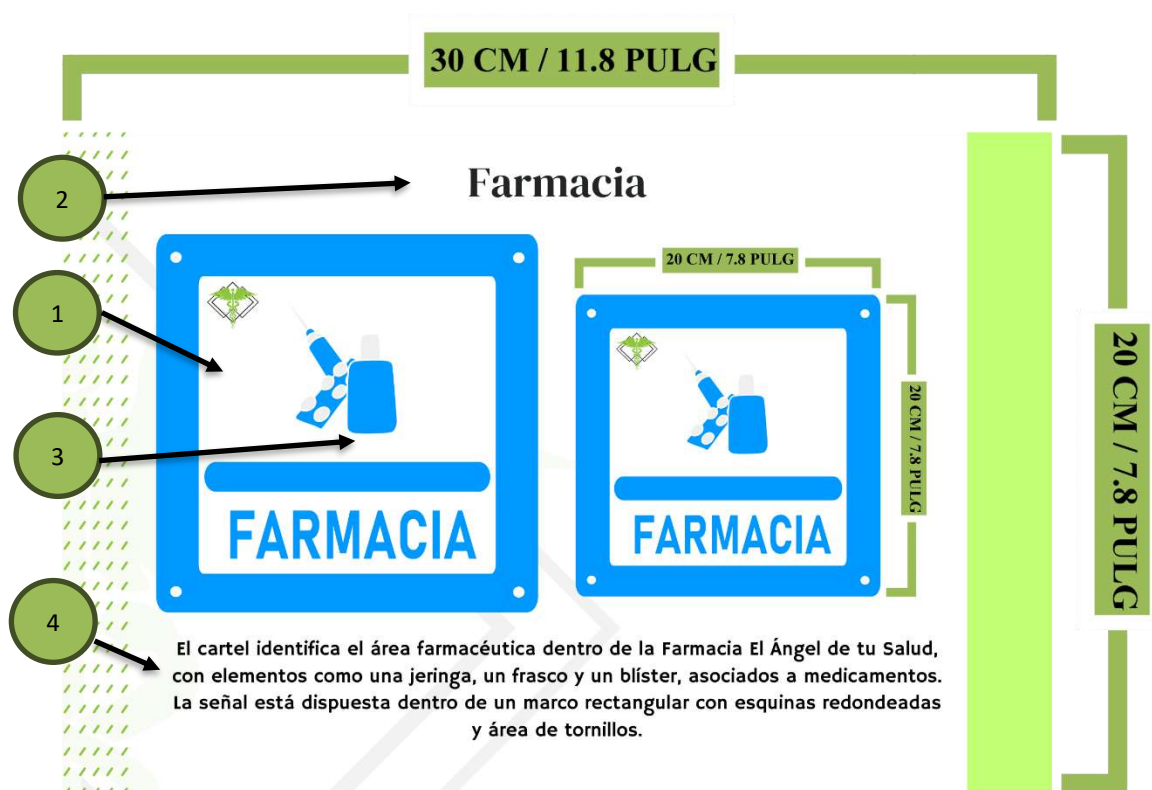 30 CM / 11.8 PULG
2
Farmacia
20 CM / 7.8 PULG
1
20 CM / 7.8 PULG
20 CM / 7.8 PULG
3
FARMACIA
FARMACIA
4
El cartel identifica el área farmacéutica dentro de la Farmacia El Ángel de tu Salud,
con elementos como una jeringa, un frasco y un blíster, asociados a medicamentos.
La señal está dispuesta dentro de un marco rectangular con esquinas redondeadas
y área de tornillos.